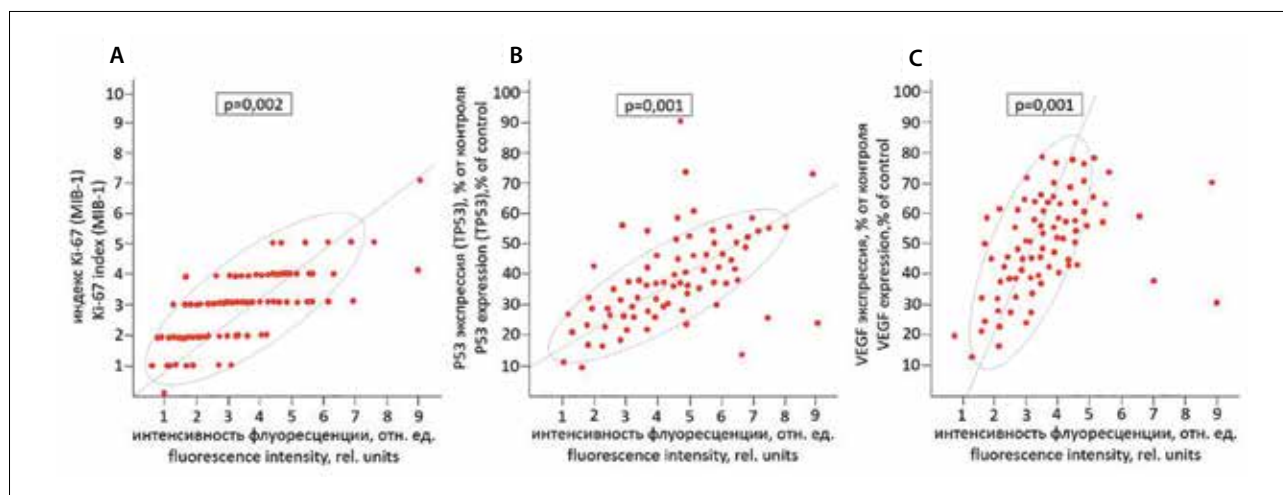 A
p=0,002
индекс Ki-67 (MIB-1)
Ki-67 index (MIB-1)
10
9
8
7
6
5
4
3
2
1
1 2 3 4 5 6 7 9
интенсивность флуоресценции, отн. ед.
fluorescence intensity, rel. units
B
p=0,001
P53 экспрессия (TP53), % от контроля
P53 expression (TP53),% of control
100
90
80
70
60
50
40
30
20
10
1 2 3 4 5 6 7 8 9
интенсивность флуоресценции, отн. ед.
fluorescence intensity, rel. units
C
p=0,001
VEGF экспрессия, % от контроля
VEGF expression,% of control
100
90
80
70
60
50
40
30
20
10
1 2 3 4 5 6 7 8 9
интенсивность флуоресценции, отн. ед.
fluorescence intensity, rel. units